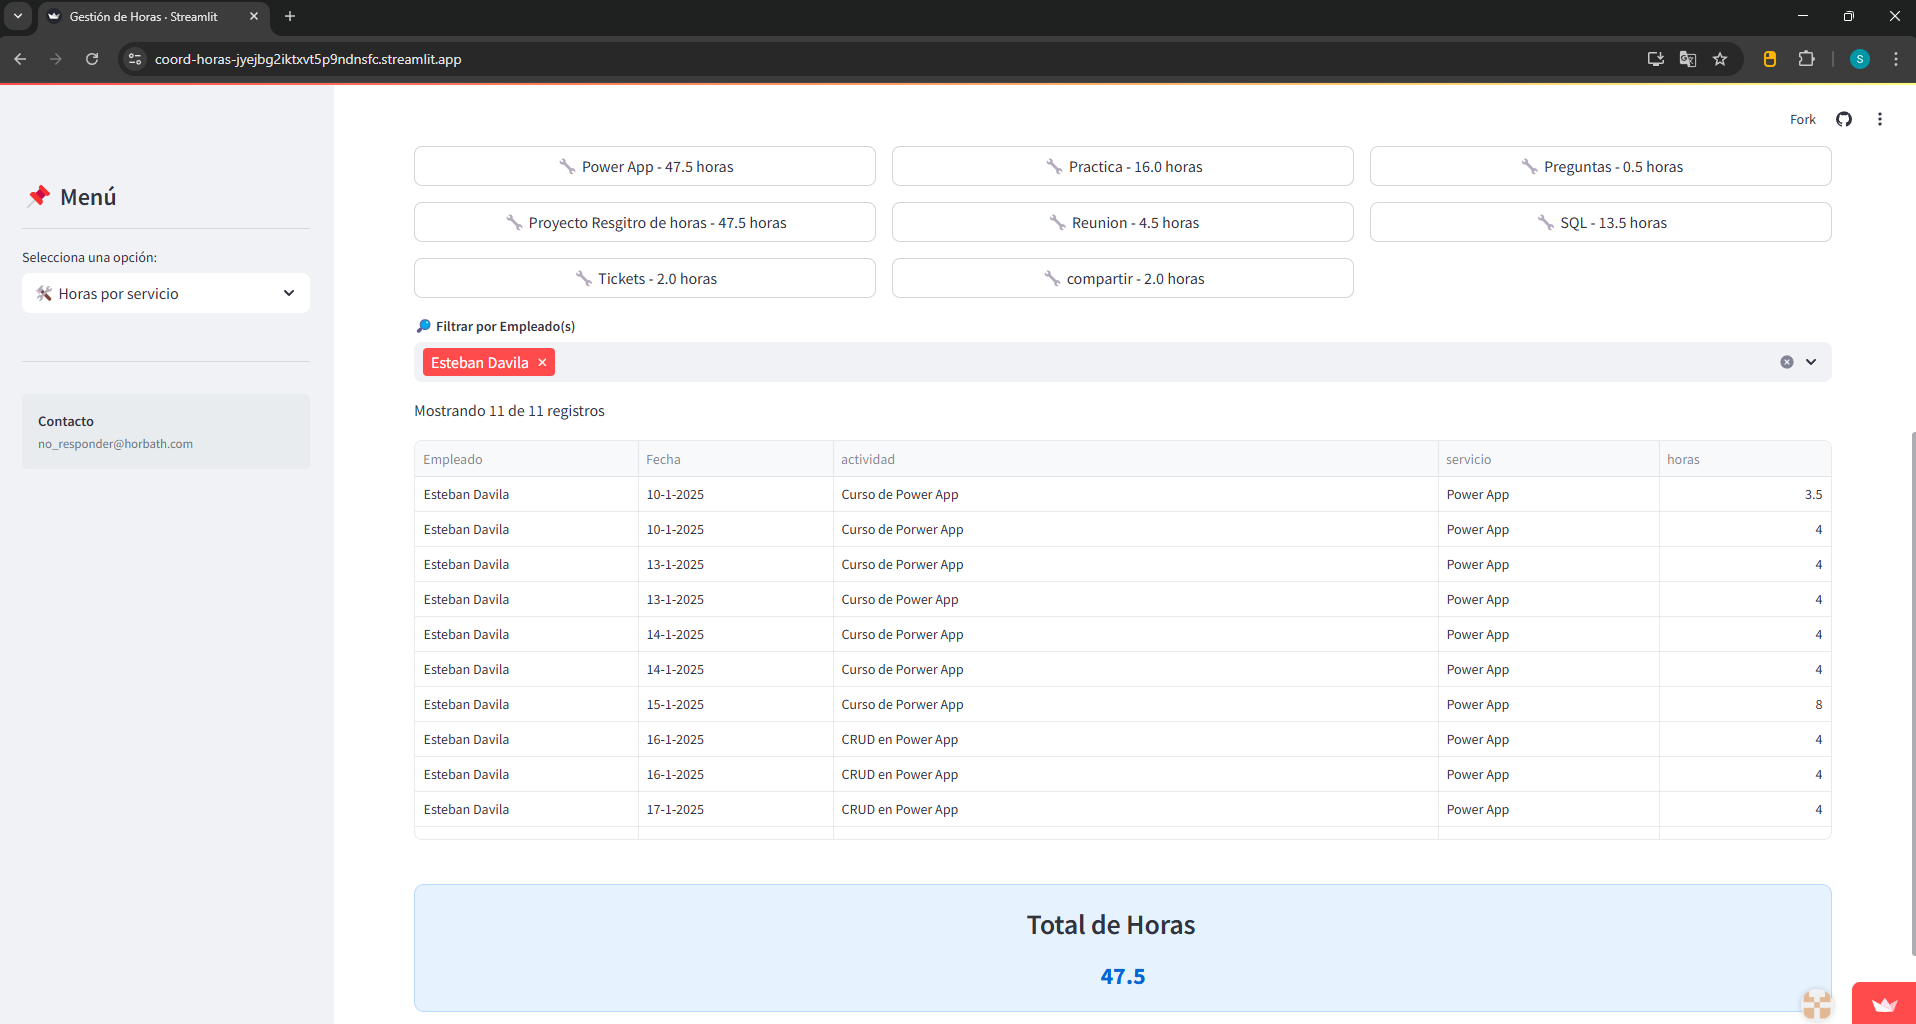 Gestión de Horas · Streamlit
coord-horas-jyejbg2iktxvt5p9ndnsfc.streamlit.app
S
Fork
Menú
Selecciona una opción:
Horas por servicio
Contacto
no_responder@horbath.com
Power App - 47.5 horas
Practica - 16.0 horas
Preguntas - 0.5 horas
Proyecto Resgitro de horas - 47.5 horas
Reunion - 4.5 horas
SQL - 13.5 horas
Tickets - 2.0 horas
compartir - 2.0 horas
Filtrar por Empleado(s)
Esteban Davila
Mostrando 11 de 11 registros
Empleado Fecha actividad servicio horas
Esteban Davila 10-1-2025 Curso de Power App Power App 3.5
Esteban Davila 10-1-2025 Curso de Porwer App Power App 4
Esteban Davila 13-1-2025 Curso de Porwer App Power App 4
Esteban Davila 13-1-2025 Curso de Power App Power App 4
Esteban Davila 14-1-2025 Curso de Porwer App Power App 4
Esteban Davila 14-1-2025 Curso de Porwer App Power App 4
Esteban Davila 15-1-2025 Curso de Porwer App Power App 8
Esteban Davila 16-1-2025 CRUD en Power App Power App 4
Esteban Davila 16-1-2025 CRUD en Power App Power App 4
Esteban Davila 17-1-2025 CRUD en Power App Power App 4
Total de Horas
47.5